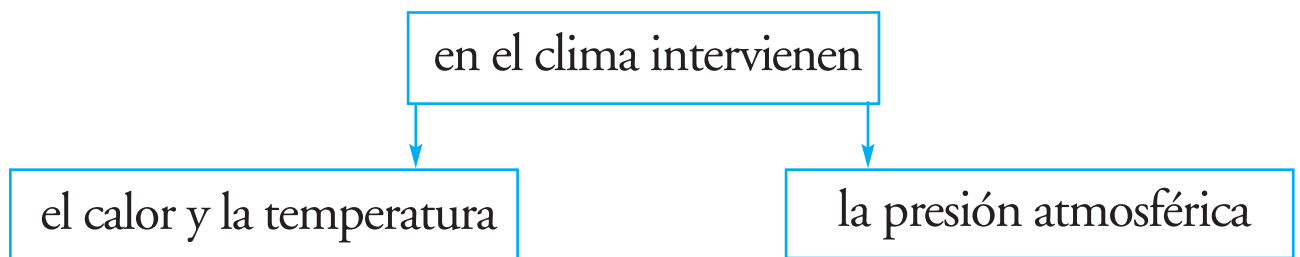 en el clima intervienen
el calor y la temperatura
la presión atmosférica